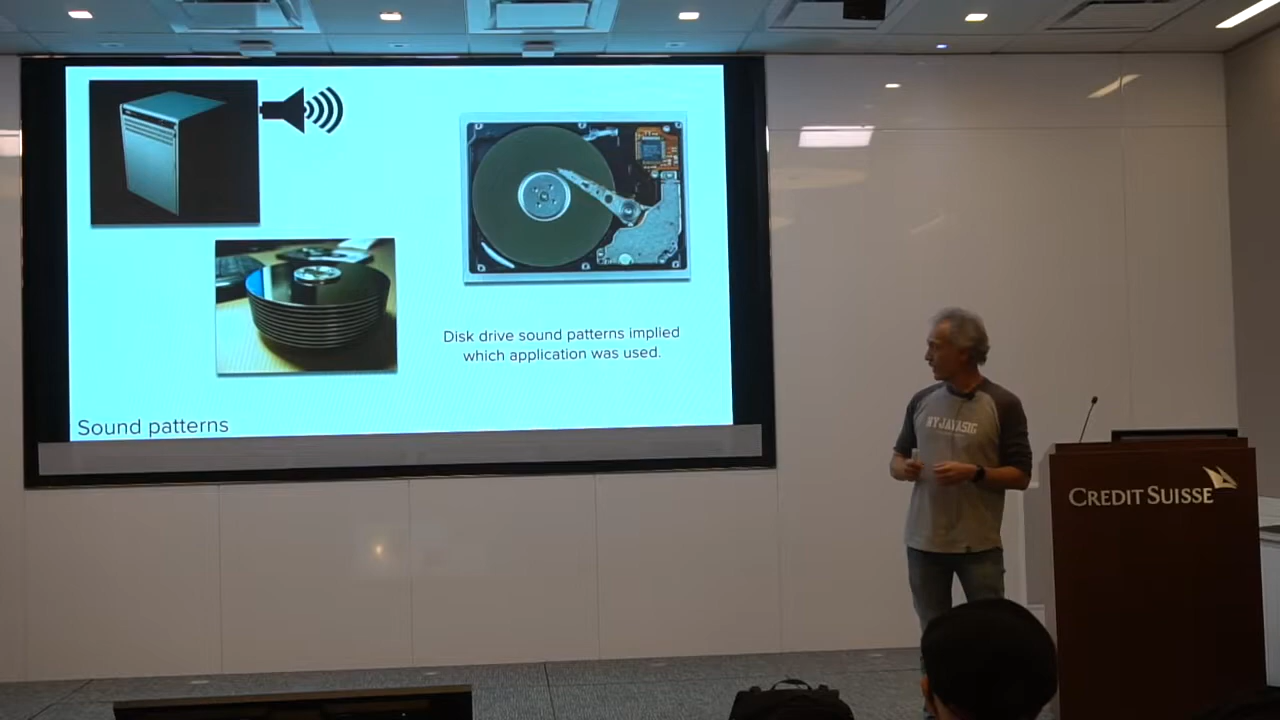 Disk drive sound patterns implied
which application was used.
Sound patterns
NYJAVASIG
CREDIT SUISSE